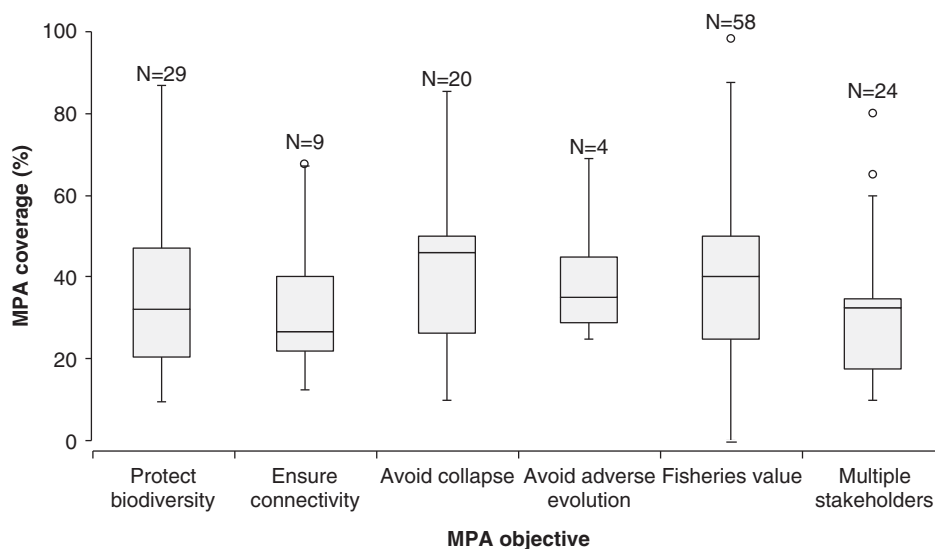 MPA coverage (%)
100
80
60
40
20
0
N=29
N=9
N=20
N=4
N=58
N=24
Protect
biodiversity
Ensure
connectivity
Avoid collapse
Avoid adverse
evolution
Fisheries value
Multiple
stakeholders
MPA objective